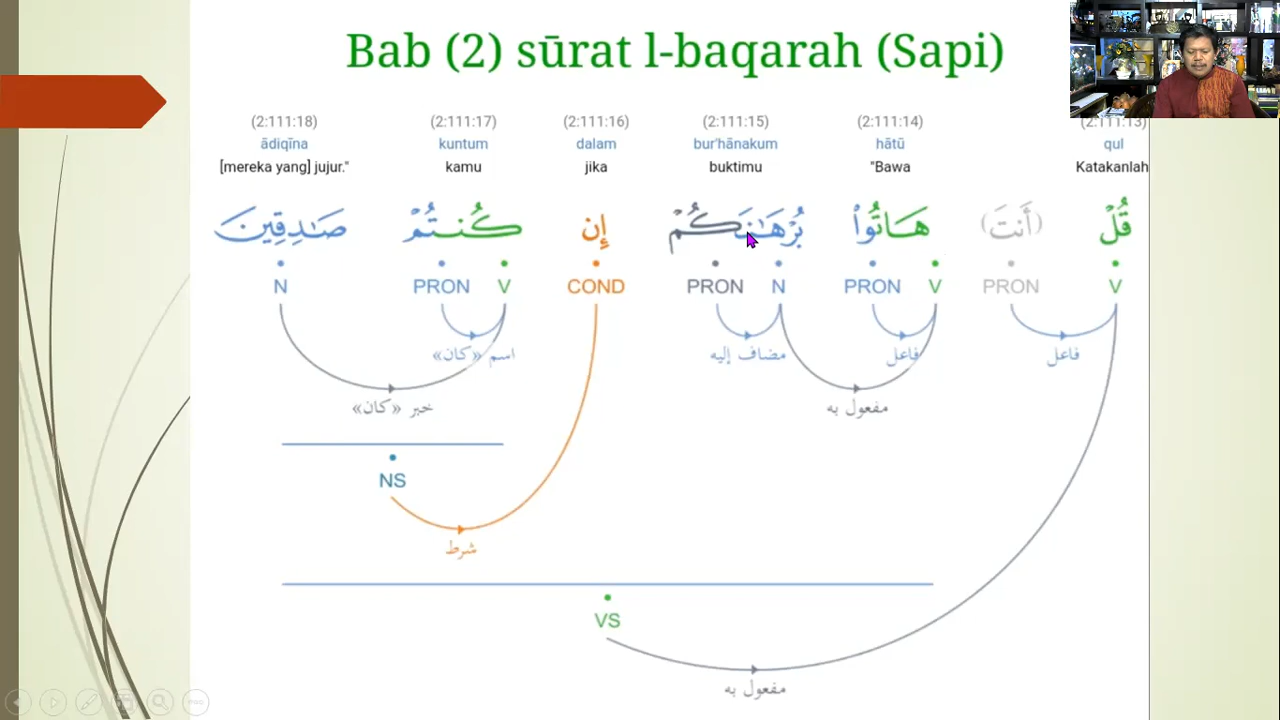 Bab (2) sūrat l-baqarah (Sapi)
(2:111:18) (2:111:17) (2:111:16) (2:111:15) (2:111:14) (2:111:13)
ādiqīna kuntum dalam bur'hānakum hātū qul
[mereka yang] jujur." kamu jika buktimu "Bawa Katakanlah
قُلْ (أَنتَ) هَاتُوا۟ بُرْهَـٰنَكُمْ إِن كُنتُمْ صَـٰدِقِينَ
N PRON V COND PRON N PRON V PRON V
اسم «كان» مضاف إليه فاعل فاعل
خبر «كان» مفعول به
NS
شرط
VS
مفعول به